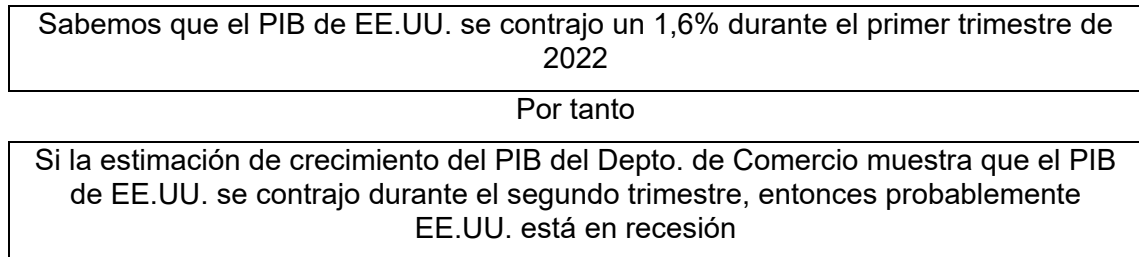 Sabemos que el PIB de EE.UU. se contrajo un 1,6% durante el primer trimestre de
2022
Por tanto
Si la estimación de crecimiento del PIB del Depto. de Comercio muestra que el PIB
de EE.UU. se contrajo durante el segundo trimestre, entonces probablemente
EE.UU. está en recesión